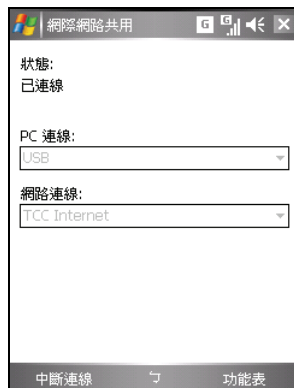 網際網路共用 G G
狀態:
已連線
PC 連線:
USB
網路連線:
TCC Internet
中斷連線 ㄅ 功能表